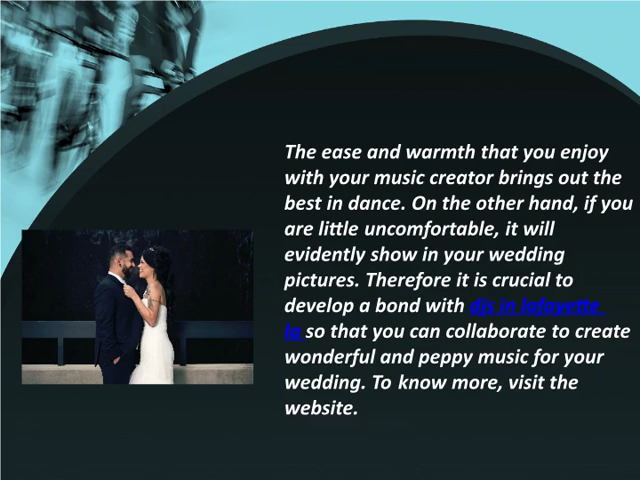 The ease and warmth that you enjoy
with your music creator brings out the
best in dance. On the other hand, if you
are little uncomfortable, it will
evidently show in your wedding
pictures. Therefore it is crucial to
develop a bond with djs in lafayette
la so that you can collaborate to create
wonderful and peppy music for your
wedding. To know more, visit the
website.